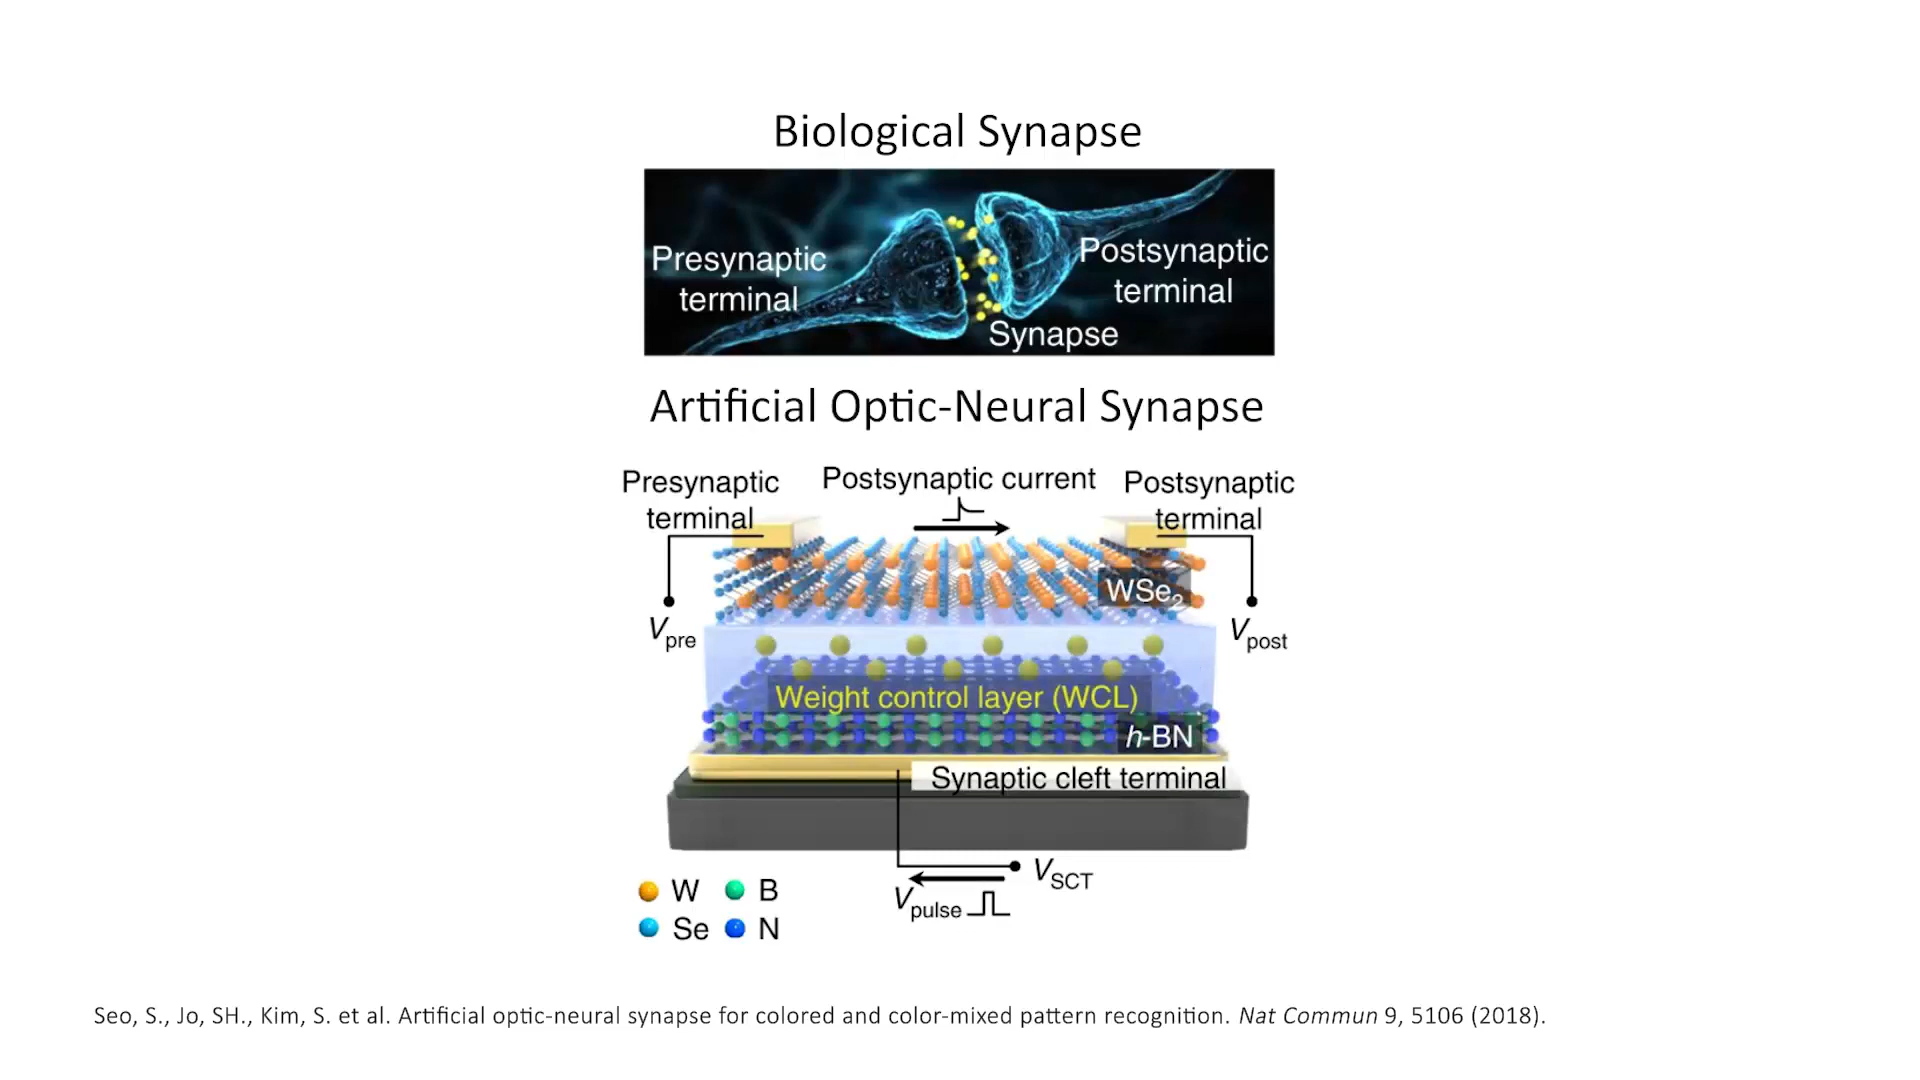 Biological Synapse
Presynaptic
terminal
Postsynaptic
terminal
Synapse
Artificial Optic-Neural Synapse
Presynaptic
terminal
Postsynaptic current
Postsynaptic
terminal
WSe₂
Vpre
Vpost
Weight control layer (WCL)
h-BN
Synaptic cleft terminal
VSCT
Vpulse
W
B
Se
N
Seo, S., Jo, SH., Kim, S. et al. Artificial optic-neural synapse for colored and color-mixed pattern recognition. Nat Commun 9, 5106 (2018).